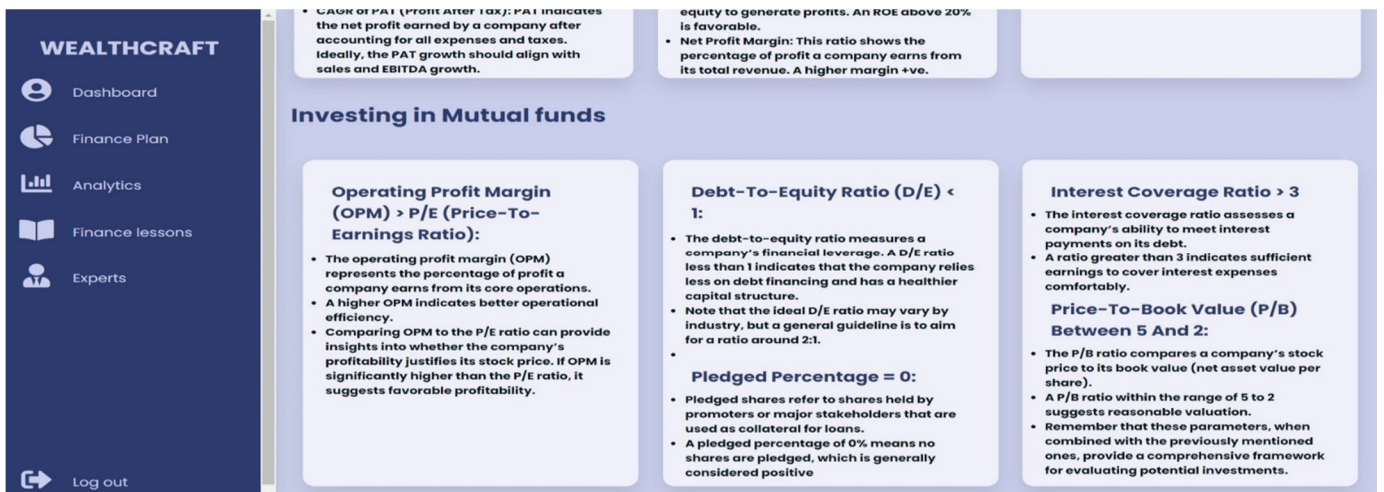 WEALTHCRAFT
Dashboard
Finance Plan
Analytics
Finance lessons
Experts
Log out
• CAGR of PAT (Profit After Tax): PAT indicates
the net profit earned by a company after
accounting for all expenses and taxes.
Ideally, the PAT growth should align with
sales and EBITDA growth.
equity to generate profits. An ROE above 20%
is favorable.
• Net Profit Margin: This ratio shows the
percentage of profit a company earns from
its total revenue. A higher margin +ve.
Investing in Mutual funds
Operating Profit Margin
(OPM) > P/E (Price-To-
Earnings Ratio):
• The operating profit margin (OPM)
represents the percentage of profit a
company earns from its core operations.
• A higher OPM indicates better operational
efficiency.
• Comparing OPM to the P/E ratio can provide
insights into whether the company's
profitability justifies its stock price. If OPM is
significantly higher than the P/E ratio, it
suggests favorable profitability.
Debt-To-Equity Ratio (D/E) <
1:
• The debt-to-equity ratio measures a
company's financial leverage. A D/E ratio
less than 1 indicates that the company relies
less on debt financing and has a healthier
capital structure.
• Note that the ideal D/E ratio may vary by
industry, but a general guideline is to aim
for a ratio around 2:1.
•
Pledged Percentage = 0:
• Pledged shares refer to shares held by
promoters or major stakeholders that are
used as collateral for loans.
• A pledged percentage of 0% means no
shares are pledged, which is generally
considered positive
Interest Coverage Ratio > 3
• The interest coverage ratio assesses a
company's ability to meet interest
payments on its debt.
• A ratio greater than 3 indicates sufficient
earnings to cover interest expenses
comfortably.
Price-To-Book Value (P/B)
Between 5 And 2:
• The P/B ratio compares a company's stock
price to its book value (net asset value per
share).
• A P/B ratio within the range of 5 to 2
suggests reasonable valuation.
• Remember that these parameters, when
combined with the previously mentioned
ones, provide a comprehensive framework
for evaluating potential investments.